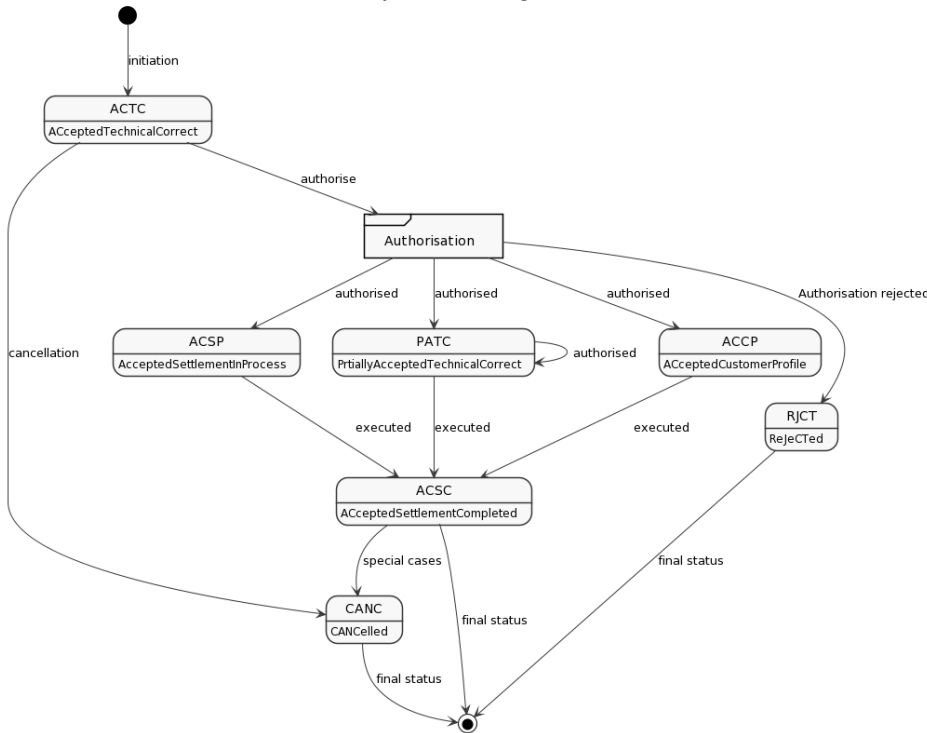 initiation
ACTC
ACceptedTechnicalCorrect
authorise
Authorisation
authorised
authorised
authorised
Authorisation rejected
cancellation
ACSP
AcceptedSettlementInProcess
PATC
PrtiallyAcceptedTechnicalCorrect
authorised
ACCP
ACceptedCustomerProfile
RJCT
ReJeCTed
executed
executed
executed
ACSC
ACceptedSettlementCompleted
special cases
final status
CANC
CANCelled
final status
final status